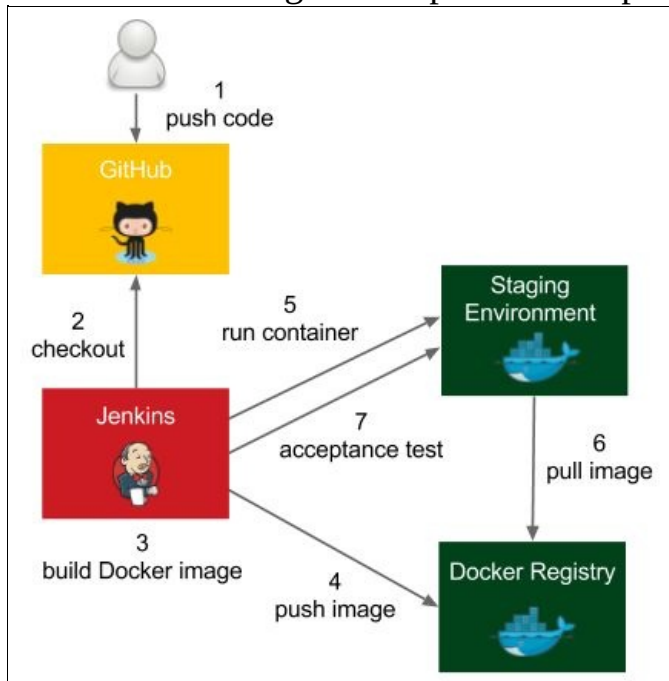 1
push code
GitHub
2
checkout
5
run container
Staging
Environment
Jenkins
7
acceptance test
6
pull image
3
build Docker image
4
push image
Docker Registry